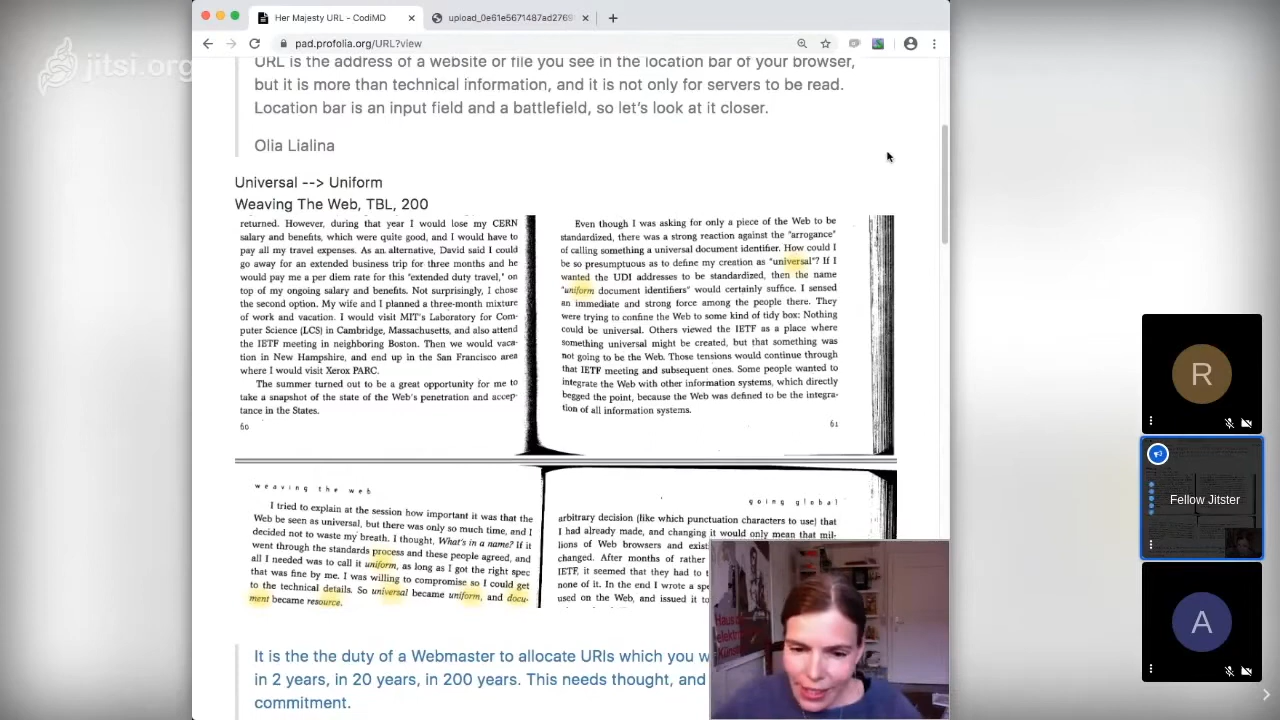 jitsi.org
Her Majesty URL - CodiMD
upload_0e61e5671487ad2769
pad.profolia.org/URL?view
URL is the address of a website or file you see in the location bar of your browser,
but it is more than technical information, and it is not only for servers to be read.
Location bar is an input field and a battlefield, so let's look at it closer.
Olia Lialina
Universal --> Uniform
Weaving The Web, TBL, 200
returned. However, during that year I would lose my CERN
salary and benefits, which were quite good, and I would have to
pay all my travel expenses. As an alternative, David said I could
go away for an extended business trip for three months and he
would pay me a per diem rate for this "extended duty travel," on
top of my ongoing salary and benefits. Not surprisingly, I chose
the second option. My wife and I planned a three-month mixture
of work and vacation. I would visit MIT's Laboratory for Com-
puter Science (LCS) in Cambridge, Massachusetts, and also attend
the IETF meeting in neighboring Boston. Then we would vaca-
tion in New Hampshire, and end up in the San Francisco area
where I would visit Xerox PARC.
The summer turned out to be a great opportunity for me to
take a snapshot of the state of the Web's penetration and accep-
tance in the States.
60
Even though I was asking for only a piece of the Web to be
standardized, there was a strong reaction against the "arrogance"
of calling something a universal document identifier. How could I
be so presumptuous as to define my creation as "universal"? If I
wanted the UDI addresses to be standardized, then the name
"uniform document identifiers" would certainly suffice. I sensed
an immediate and strong force among the people there. They
were trying to confine the Web to some kind of tidy box: Nothing
could be universal. Others viewed the IETF as a place where
something universal might be created, but that something was
not going to be the Web. Those tensions would continue through
that IETF meeting and subsequent ones. Some people wanted to
integrate the Web with other information systems, which directly
begged the point, because the Web was defined to be the integra-
tion of all information systems.
61
weaving the web
I tried to explain at the session how important it was that the
Web be seen as universal, but there was only so much time, and I
decided not to waste my breath. I thought, What's in a name? If it
went through the standards process and these people agreed, and
all I needed was to call it uniform, as long as I got the right spec
that was fine by me. I was willing to compromise so I could get
to the technical details. So universal became uniform, and docu-
ment became resource.
going global
arbitrary decision (like which punctuation characters to use) that
I had already made, and changing it would only mean that mil-
lions of Web browsers and exist
changed. After months of rather
IETF, it seemed that they had to t
none of it. In the end I wrote a spe
used on the Web, and issued it to
It is the the duty of a Webmaster to allocate URIs which you w
in 2 years, in 20 years, in 200 years. This needs thought, and
commitment.
Haus
elektr
Künst
R
Fellow Jitster
A